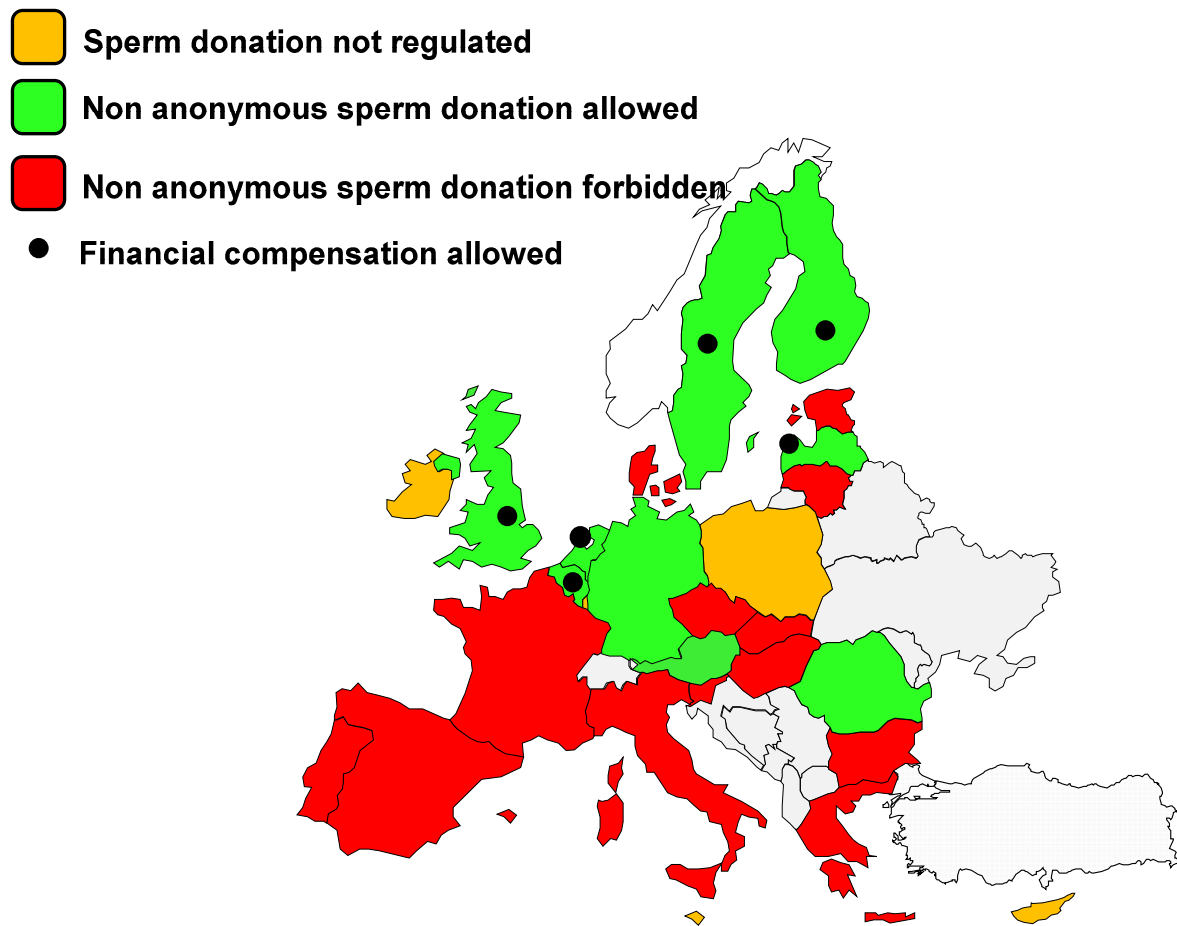 Sperm donation not regulated
Non anonymous sperm donation allowed
Non anonymous sperm donation forbidden
Financial compensation allowed